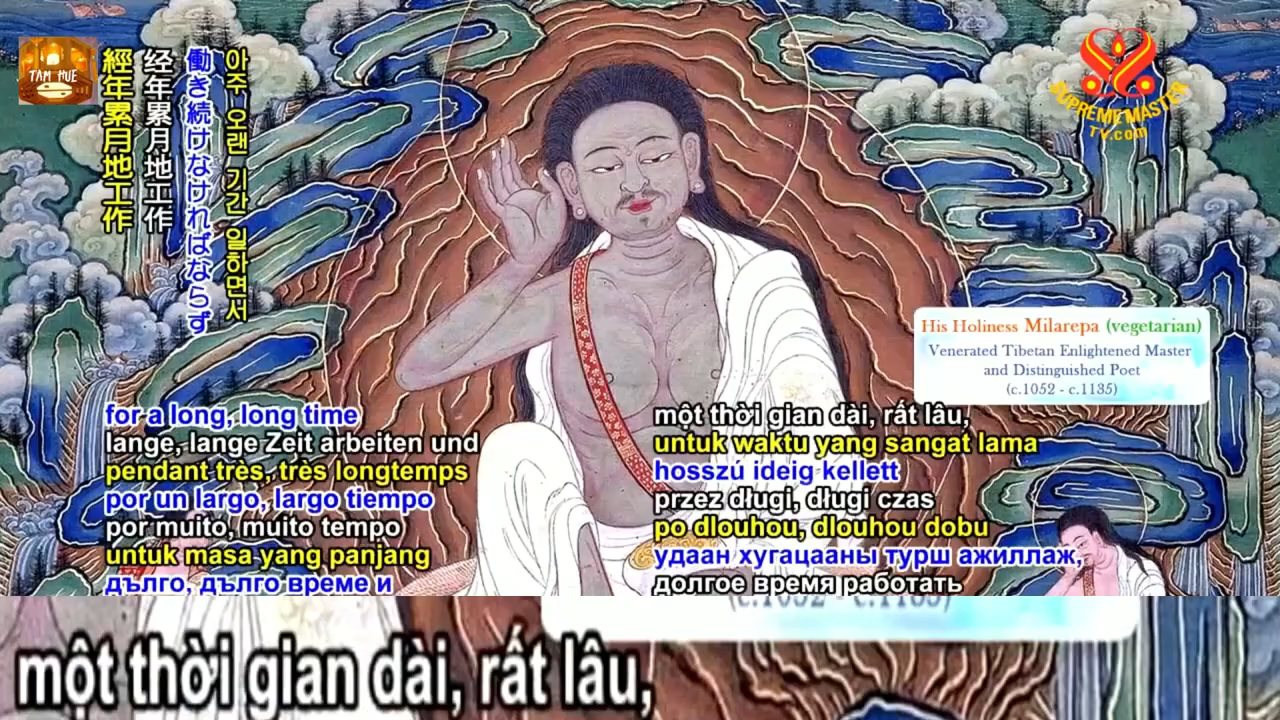 TAM HUE
經年累月地工作
经年累月地工作
働き続けなければならず
아주 오랜 기간 일하면서
SUPREME MASTER
TV.com
His Holiness Milarepa (vegetarian)
Venerated Tibetan Enlightened Master
and Distinguished Poet
(c.1052 - c.1135)
for a long, long time
lange, lange Zeit arbeiten und
pendant très, très longtemps
por un largo, largo tiempo
por muito, muito tempo
untuk masa yang panjang
дълго, дълго време и
một thời gian dài, rất lâu,
untuk waktu yang sangat lama
hosszú ideig kellett
przez długi, długi czas
po dlouhou, dlouhou dobu
удаан хугацааны турш ажиллаж,
долгое время работать
(c.1052 - c.1135)
một thời gian dài, rất lâu,